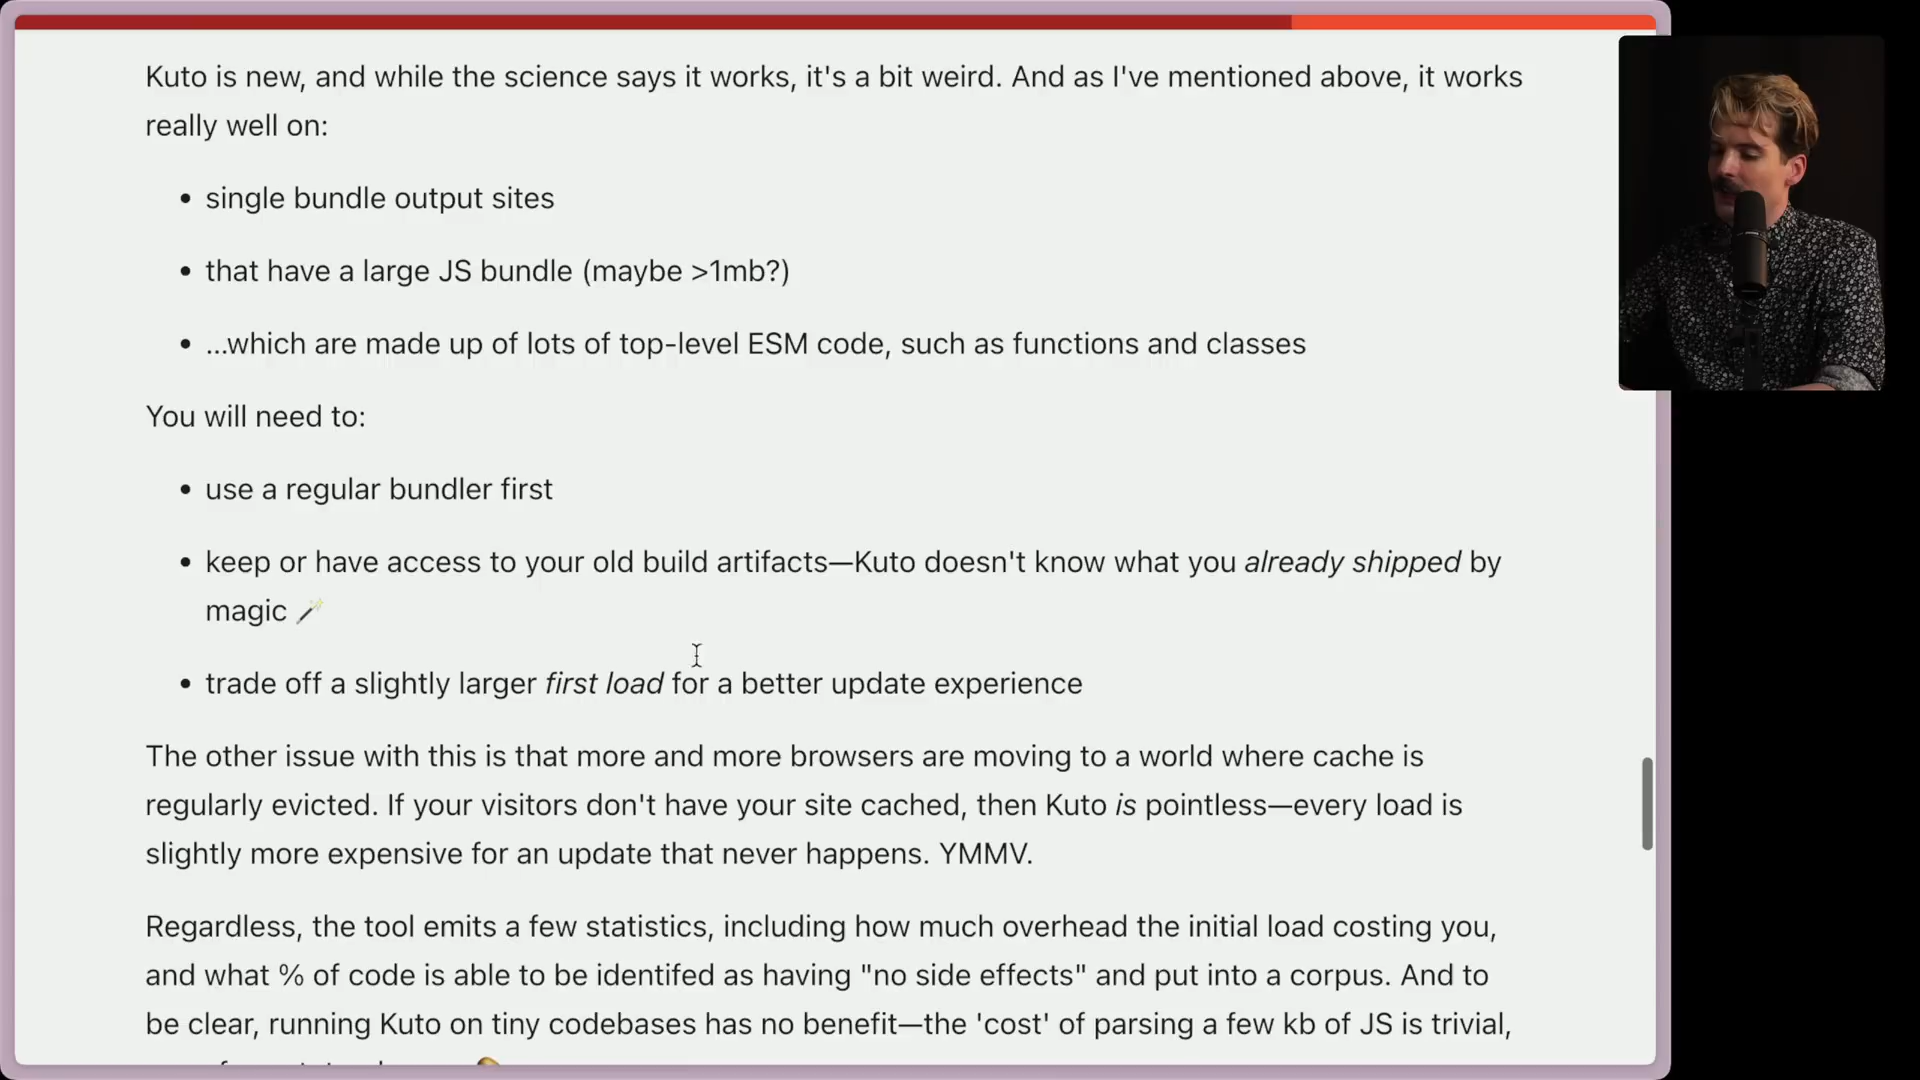 Kuto is new, and while the science says it works, it's a bit weird. And as I've mentioned above, it works
really well on:
• single bundle output sites
• that have a large JS bundle (maybe >1mb?)
• ...which are made up of lots of top-level ESM code, such as functions and classes
You will need to:
• use a regular bundler first
• keep or have access to your old build artifacts—Kuto doesn't know what you already shipped by
magic 🪄
• trade off a slightly larger first load for a better update experience
The other issue with this is that more and more browsers are moving to a world where cache is
regularly evicted. If your visitors don't have your site cached, then Kuto is pointless—every load is
slightly more expensive for an update that never happens. YMMV.
Regardless, the tool emits a few statistics, including how much overhead the initial load costing you,
and what % of code is able to be identifed as having "no side effects" and put into a corpus. And to
be clear, running Kuto on tiny codebases has no benefit—the 'cost' of parsing a few kb of JS is trivial,